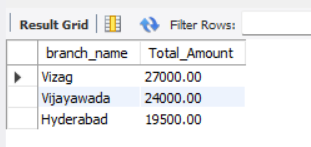 Result Grid Filter Rows:
branch_name Total_Amount
Vizag 27000.00
Vijayawada 24000.00
Hyderabad 19500.00